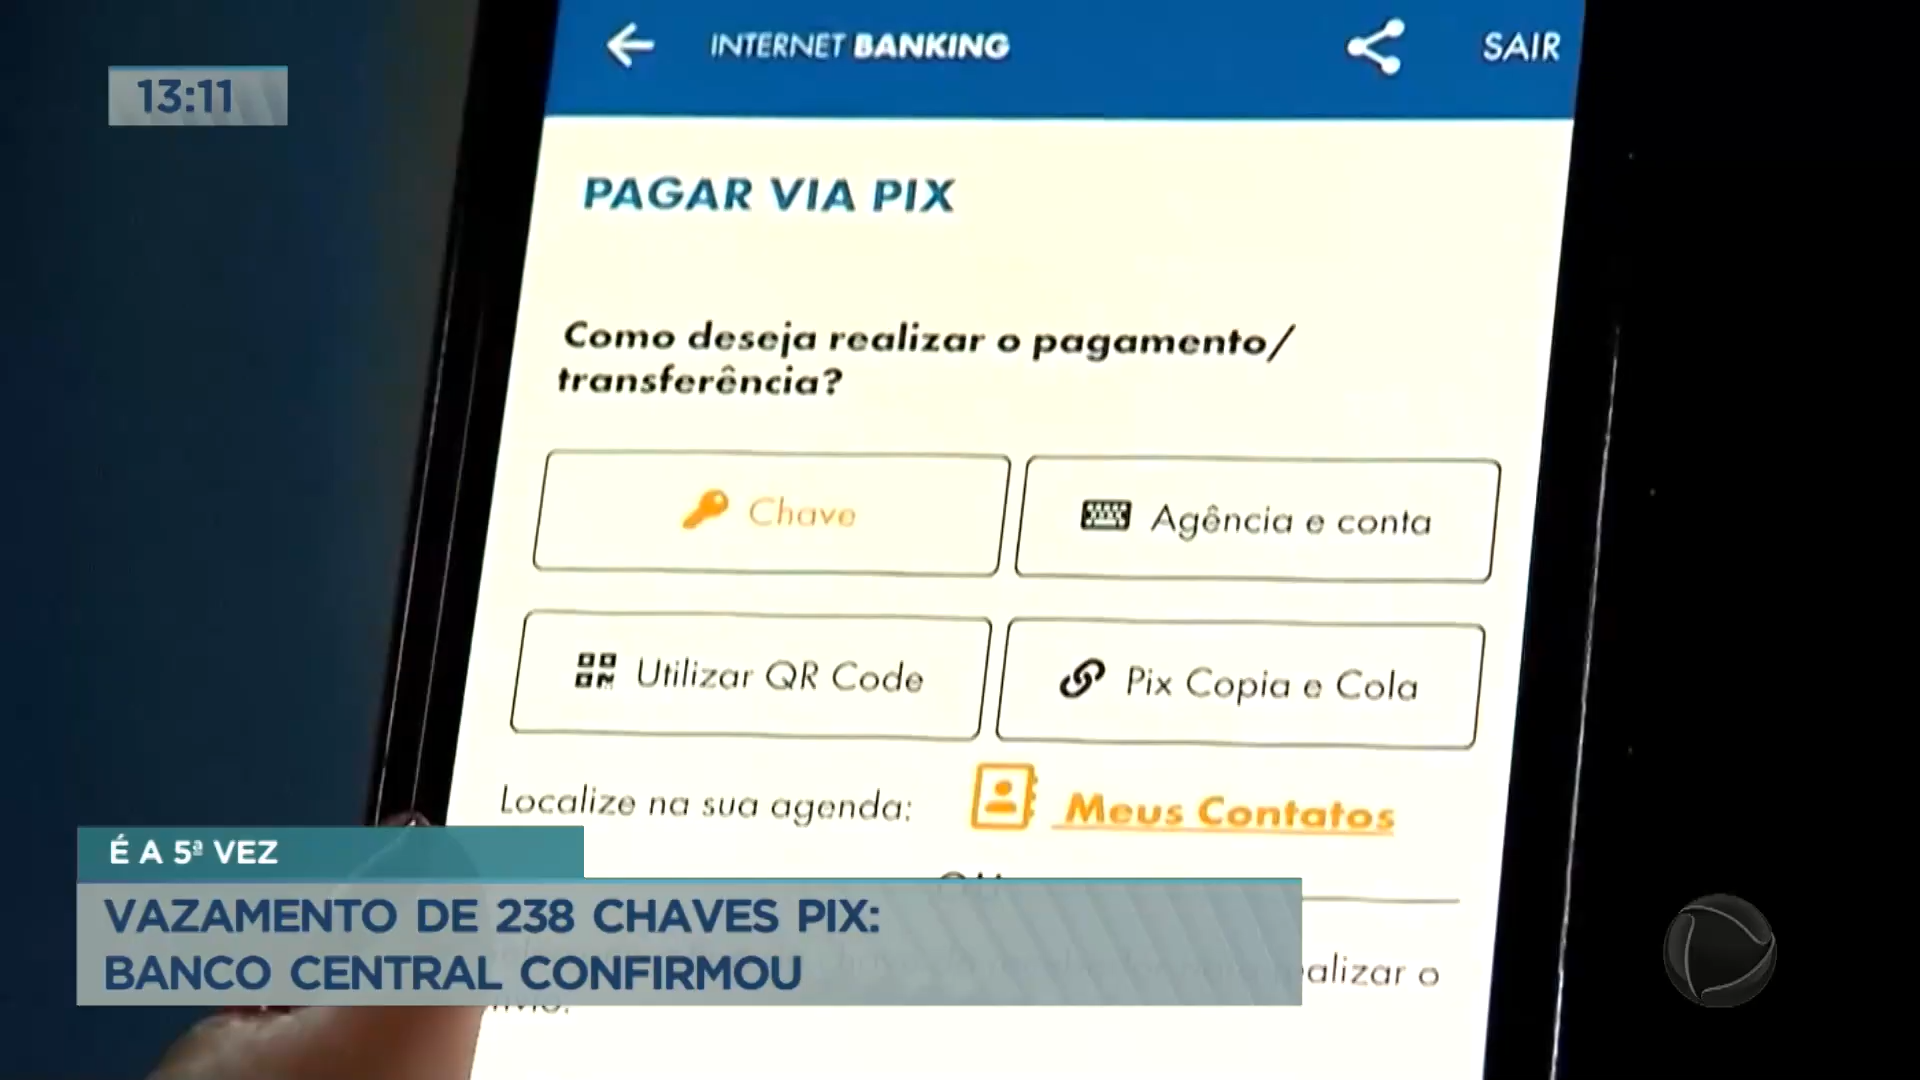 13:11
INTERNET BANKING
SAIR
PAGAR VIA PIX
Como deseja realizar o pagamento/
transferência?
Chave
Agência e conta
Utilizar QR Code
Pix Copia e Cola
Localize na sua agenda:
Meus Contatos
É A 5ª VEZ
VAZAMENTO DE 238 CHAVES PIX:
BANCO CENTRAL CONFIRMOU
alizar o